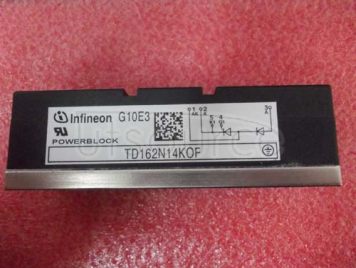 Infineon G10E3
POWERBLOCK
TD162N14KOF